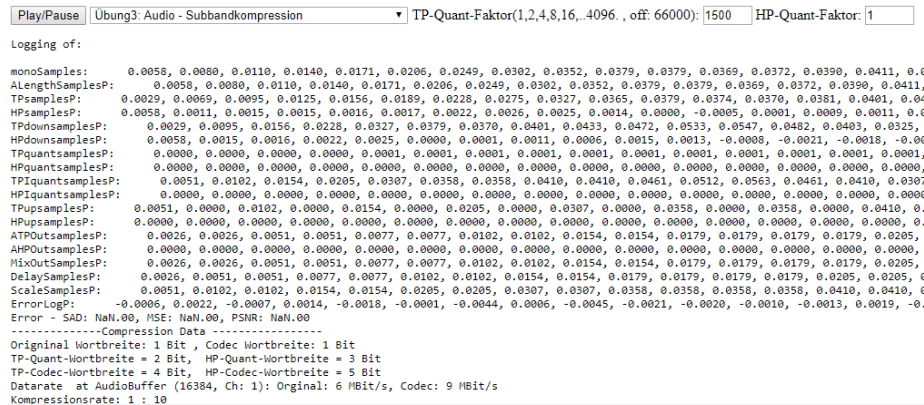 Play/Pause Übung3: Audio - Subbandkompression TP-Quant-Faktor(1,2,4,8,16,..4096. , off: 66000): 1500 HP-Quant-Faktor: 1
Logging of:
monoSamples: 0.0058, 0.0080, 0.0110, 0.0140, 0.0171, 0.0206, 0.0249, 0.0302, 0.0352, 0.0379, 0.0379, 0.0369, 0.0372, 0.0390, 0.0411, 0.0
ALengthSamplesP: 0.0058, 0.0080, 0.0110, 0.0140, 0.0171, 0.0206, 0.0249, 0.0302, 0.0352, 0.0379, 0.0379, 0.0369, 0.0372, 0.0390, 0.0411,
TPsamplesP: 0.0029, 0.0069, 0.0095, 0.0125, 0.0156, 0.0189, 0.0228, 0.0275, 0.0327, 0.0365, 0.0379, 0.0374, 0.0370, 0.0381, 0.0401, 0.0
HPsamplesP: 0.0058, 0.0011, 0.0015, 0.0015, 0.0016, 0.0017, 0.0022, 0.0026, 0.0025, 0.0014, 0.0000, -0.0005, 0.0001, 0.0009, 0.0011, 0.0
TPdownsamplesP: 0.0029, 0.0095, 0.0156, 0.0228, 0.0327, 0.0379, 0.0370, 0.0401, 0.0433, 0.0472, 0.0533, 0.0547, 0.0482, 0.0403, 0.0325,
HPdownsamplesP: 0.0058, 0.0015, 0.0016, 0.0022, 0.0025, 0.0000, 0.0001, 0.0011, 0.0006, 0.0015, 0.0013, -0.0008, -0.0021, -0.0018, -0.00
TPquantsamplesP: 0.0000, 0.0000, 0.0000, 0.0000, 0.0001, 0.0001, 0.0001, 0.0001, 0.0001, 0.0001, 0.0001, 0.0001, 0.0001, 0.0001, 0.0001,
HPquantsamplesP: 0.0000, 0.0000, 0.0000, 0.0000, 0.0000, 0.0000, 0.0000, 0.0000, 0.0000, 0.0000, 0.0000, 0.0000, 0.0000, 0.0000, 0.0000,
TPIquantsamplesP: 0.0051, 0.0102, 0.0154, 0.0205, 0.0307, 0.0358, 0.0358, 0.0410, 0.0410, 0.0461, 0.0512, 0.0563, 0.0461, 0.0410, 0.0307
HPIquantsamplesP: 0.0000, 0.0000, 0.0000, 0.0000, 0.0000, 0.0000, 0.0000, 0.0000, 0.0000, 0.0000, 0.0000, 0.0000, 0.0000, 0.0000, 0.000
TPupsamplesP: 0.0051, 0.0000, 0.0102, 0.0000, 0.0154, 0.0000, 0.0205, 0.0000, 0.0307, 0.0000, 0.0358, 0.0000, 0.0358, 0.0000, 0.0410, 0.
HPupsamplesP: 0.0000, 0.0000, 0.0000, 0.0000, 0.0000, 0.0000, 0.0000, 0.0000, 0.0000, 0.0000, 0.0000, 0.0000, 0.0000, 0.0000, 0.0000, 0.
ATPOutsamplesP: 0.0026, 0.0026, 0.0051, 0.0051, 0.0077, 0.0077, 0.0102, 0.0102, 0.0154, 0.0154, 0.0179, 0.0179, 0.0179, 0.0179, 0.0205,
AHPOutsamplesP: 0.0000, 0.0000, 0.0000, 0.0000, 0.0000, 0.0000, 0.0000, 0.0000, 0.0000, 0.0000, 0.0000, 0.0000, 0.0000, 0.0000, 0.0000,
MixOutSamplesP: 0.0026, 0.0026, 0.0051, 0.0051, 0.0077, 0.0077, 0.0102, 0.0102, 0.0154, 0.0154, 0.0179, 0.0179, 0.0179, 0.0179, 0.0205,
DelaySamplesP: 0.0026, 0.0051, 0.0051, 0.0077, 0.0077, 0.0102, 0.0102, 0.0154, 0.0154, 0.0179, 0.0179, 0.0179, 0.0179, 0.0205, 0.0205, 0
ScaleSamplesP: 0.0051, 0.0102, 0.0102, 0.0154, 0.0154, 0.0205, 0.0205, 0.0307, 0.0307, 0.0358, 0.0358, 0.0358, 0.0358, 0.0410, 0.0410, 0
ErrorLogP: -0.0006, 0.0022, -0.0007, 0.0014, -0.0018, -0.0001, -0.0044, 0.0006, -0.0045, -0.0021, -0.0020, -0.0010, -0.0013, 0.0019, -0.
Error - SAD: NaN.00, MSE: NaN.00, PSNR: NaN.00
--------------Compression Data -----------------
Origininal Wortbreite: 1 Bit , Codec Wortbreite: 1 Bit
TP-Quant-Wortbreite = 2 Bit, HP-Quant-Wortbreite = 3 Bit
TP-Codec-Wortbreite = 4 Bit, HP-Codec-Wortbreite = 5 Bit
Datarate at AudioBuffer (16384, Ch: 1): Orginal: 6 MBit/s, Codec: 9 MBit/s
Kompressionsrate: 1 : 10